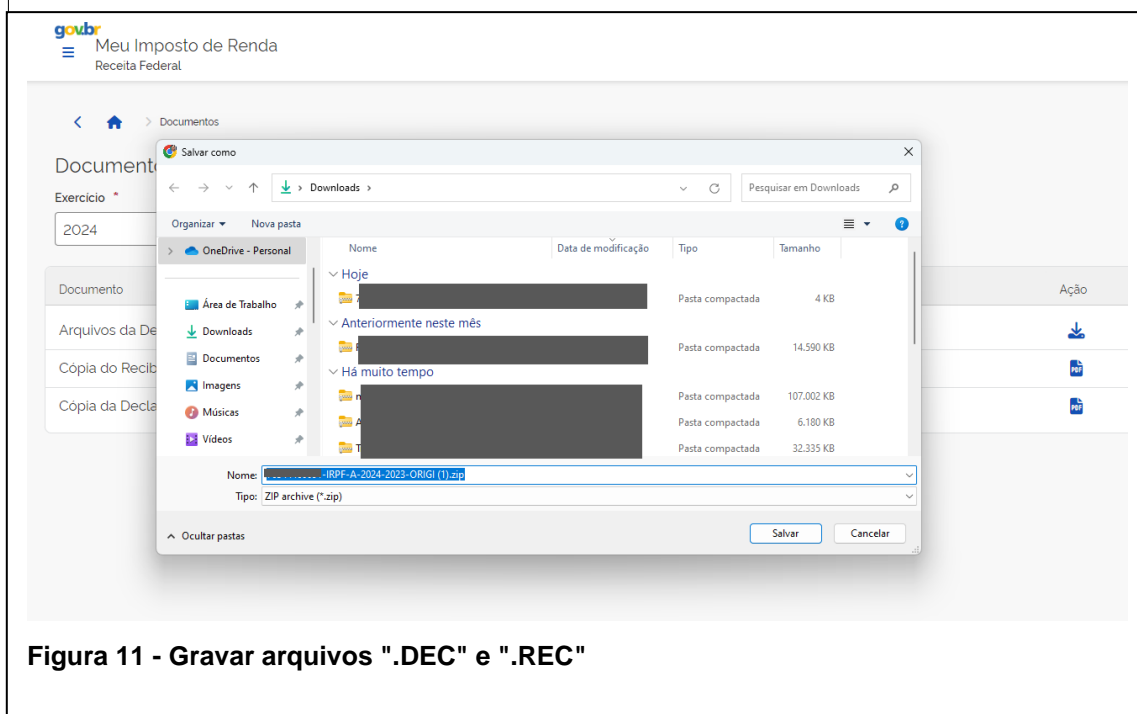 gov.br
Meu Imposto de Renda
Receita Federal
Documentos
Salvar como
Document
Exercício *
2024
Downloads
Pesquisar em Downloads
Organizar
Nova pasta
OneDrive - Personal
Nome
Data de modificação
Tipo
Tamanho
Hoje
Área de Trabalho
7
Pasta compactada
4 KB
Downloads
Anteriormente neste mês
Documentos
Pasta compactada
14.590 KB
Imagens
Há muito tempo
Músicas
Pasta compactada
107.002 KB
A
Pasta compactada
6.180 KB
Vídeos
T
Pasta compactada
32.335 KB
Documento
Ação
Arquivos da De
Cópia do Recib
PDF
Cópia da Decla
PDF
Nome: -IRPF-A-2024-2023-ORIGI (1).zip
Tipo: ZIP archive (*.zip)
Ocultar pastas
Salvar
Cancelar
Figura 11 - Gravar arquivos ".DEC" e ".REC"